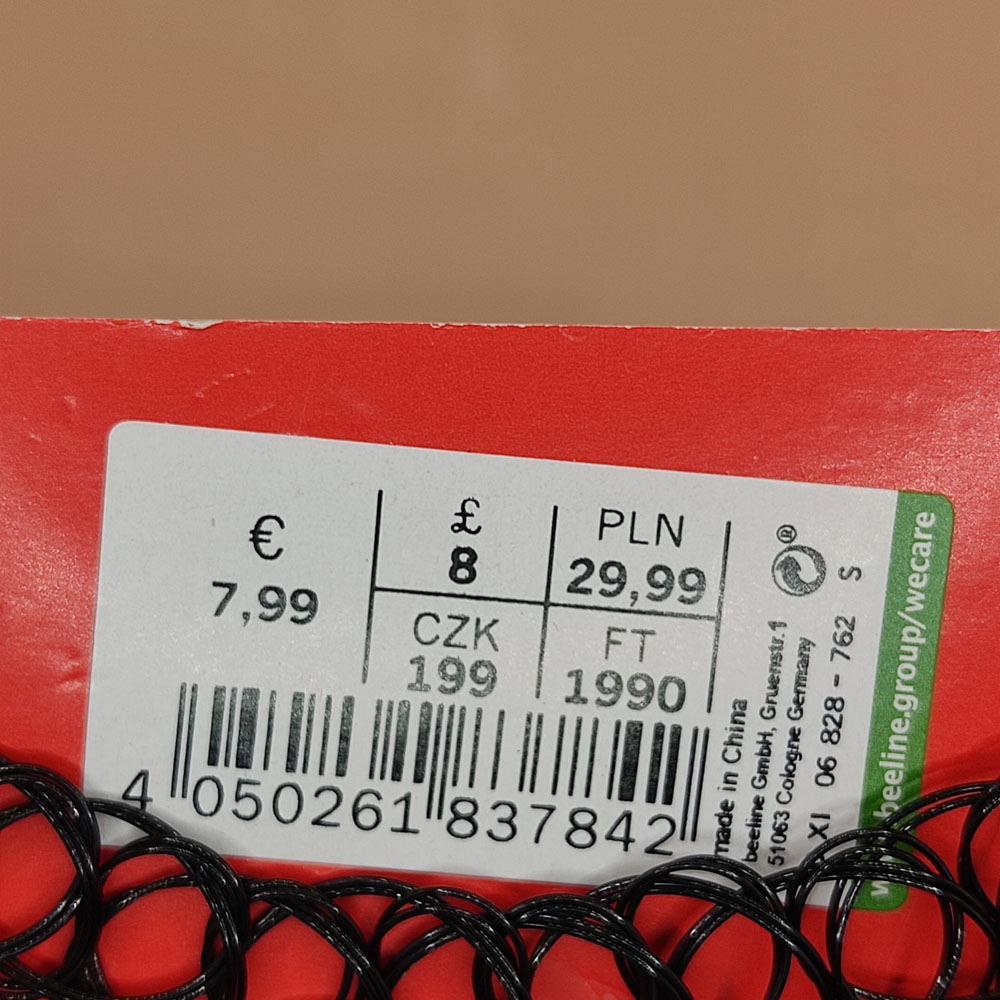 €
7,99
£
8
PLN
29,99
CZK
199
FT
1990
4 050261 837842
made in China
beeline GmbH, Gruenstr.1
51063 Cologne Germany
XI 06 828 - 762 S
®
beeline.group/wecare